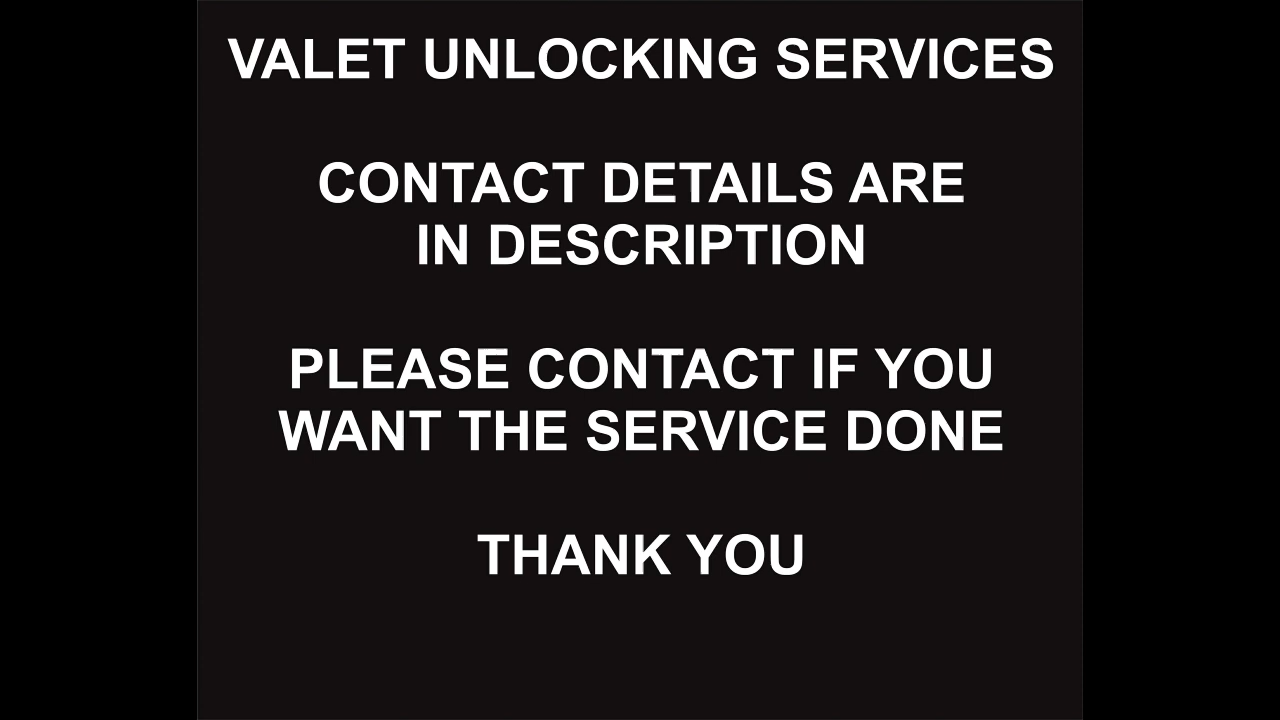 VALET UNLOCKING SERVICES
CONTACT DETAILS ARE
IN DESCRIPTION
PLEASE CONTACT IF YOU
WANT THE SERVICE DONE
THANK YOU